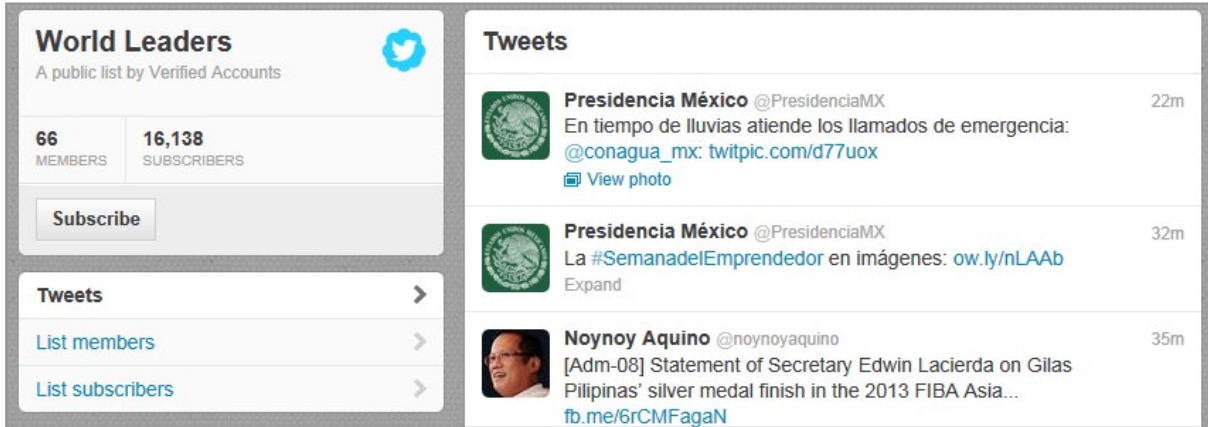 World Leaders
A public list by Verified Accounts
66
MEMBERS
16,138
SUBSCRIBERS
Subscribe
Tweets
List members
List subscribers
Tweets
Presidencia México @PresidenciaMX 22m
En tiempo de lluvias atiende los llamados de emergencia:
@conagua_mx: twitpic.com/d77uox
View photo
Presidencia México @PresidenciaMX 32m
La #SemanadelEmprendedor en imágenes: ow.ly/nLAAb
Expand
Noynoy Aquino @noynoyaquino 35m
[Adm-08] Statement of Secretary Edwin Lacierda on Gilas
Pilipinas' silver medal finish in the 2013 FIBA Asia...
fb.me/6rCMFagaN